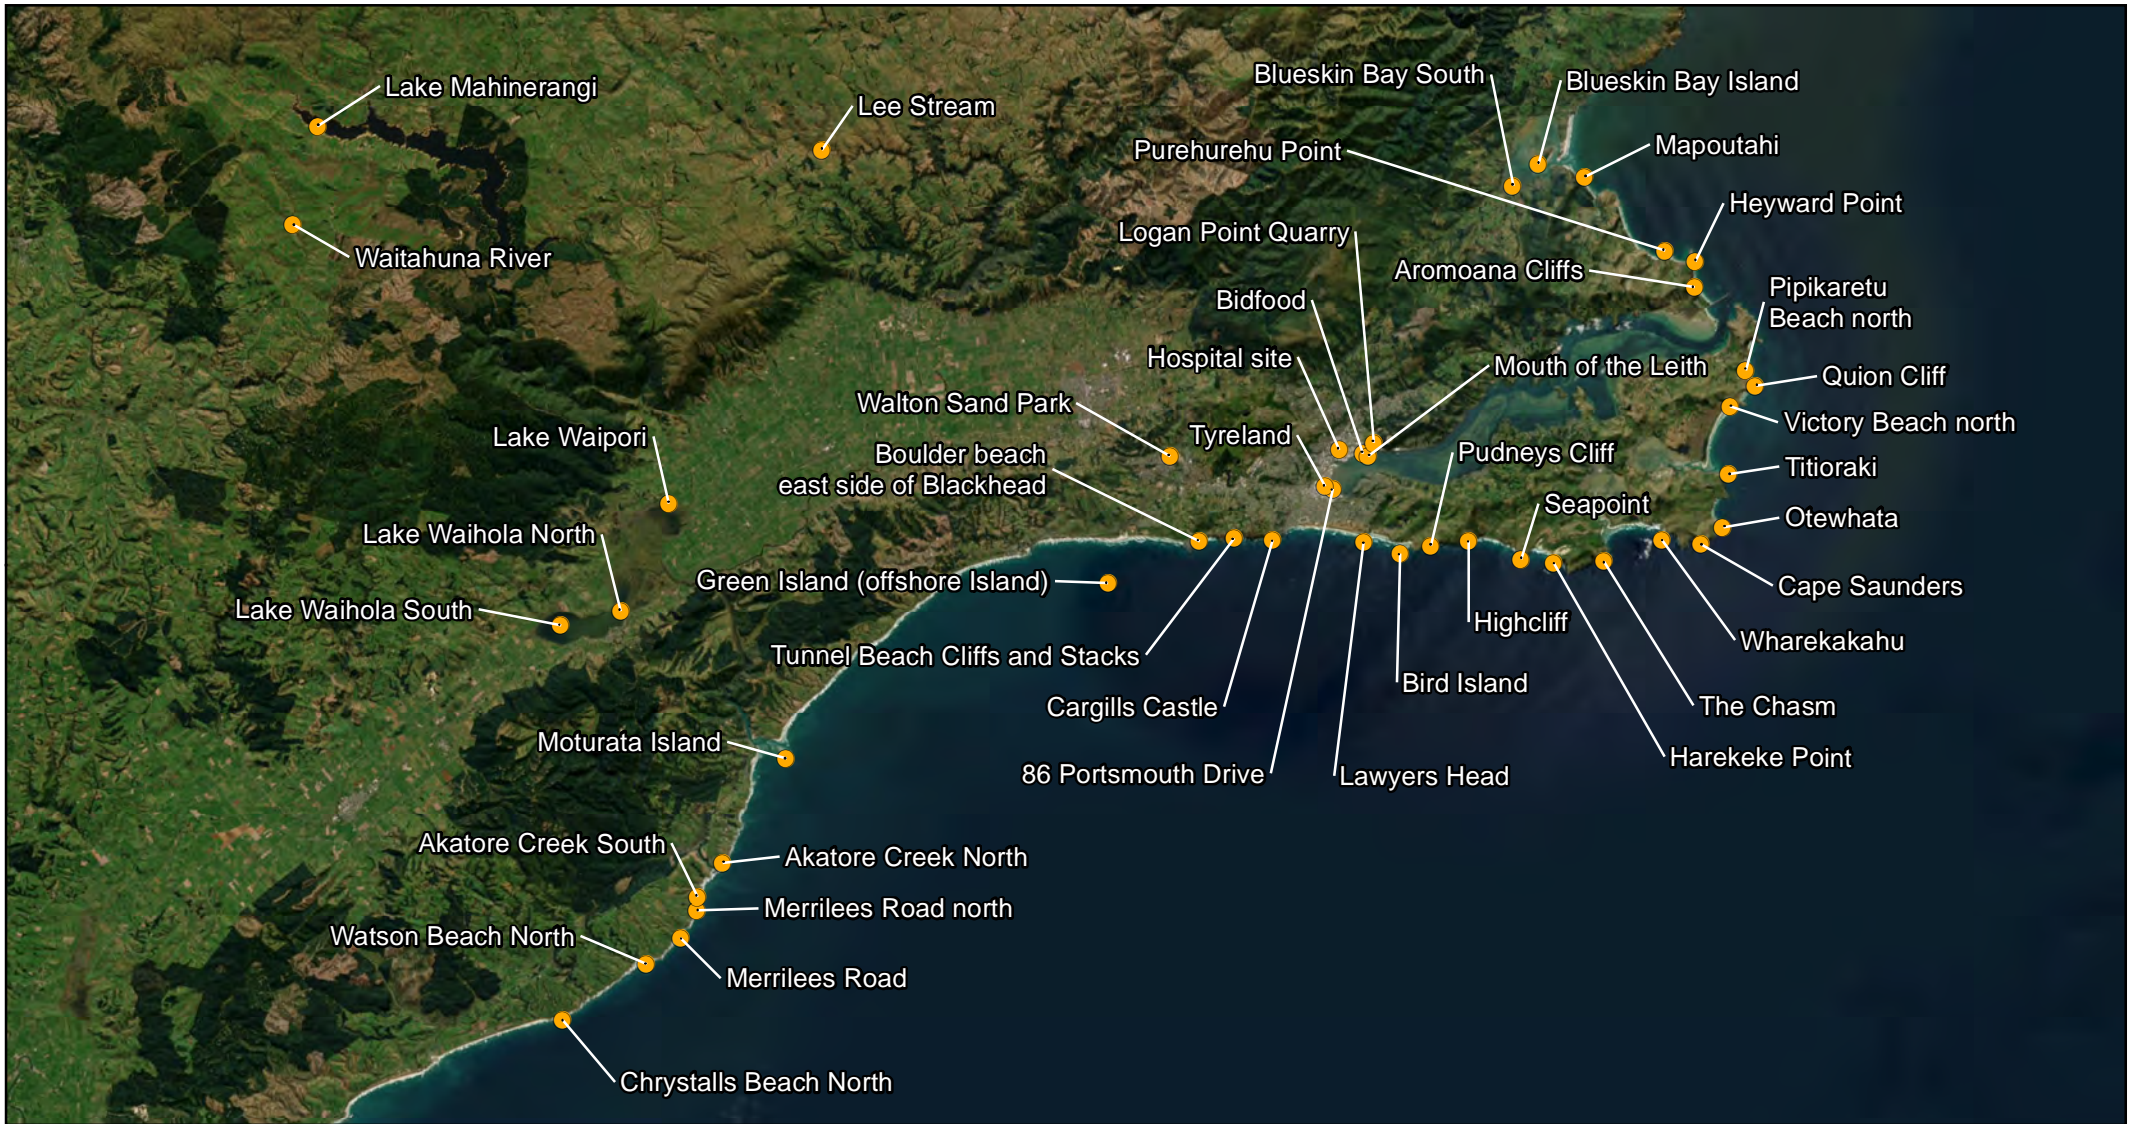 Blueskin Bay South
Blueskin Bay Island
Lake Mahinerangi
Lee Stream
Purehurehu Point
Mapoutahi
Heyward Point
Logan Point Quarry
Waitahuna River
Aromoana Cliffs
Pipikaretu
Beach north
Bidfood
Hospital site
Mouth of the Leith
Quion Cliff
Walton Sand Park
Victory Beach north
Lake Waipori
Tyreland
Boulder beach
east side of Blackhead
Pudneys Cliff
Titioraki
Seapoint
Otewhata
Lake Waihola North
Green Island (offshore Island)
Cape Saunders
Lake Waihola South
Highcliff
Wharekakahu
Tunnel Beach Cliffs and Stacks
Bird Island
Cargills Castle
The Chasm
Moturata Island
Harekeke Point
86 Portsmouth Drive
Lawyers Head
Akatore Creek South
Akatore Creek North
Merrilees Road north
Watson Beach North
Merrilees Road
Chrystalls Beach North